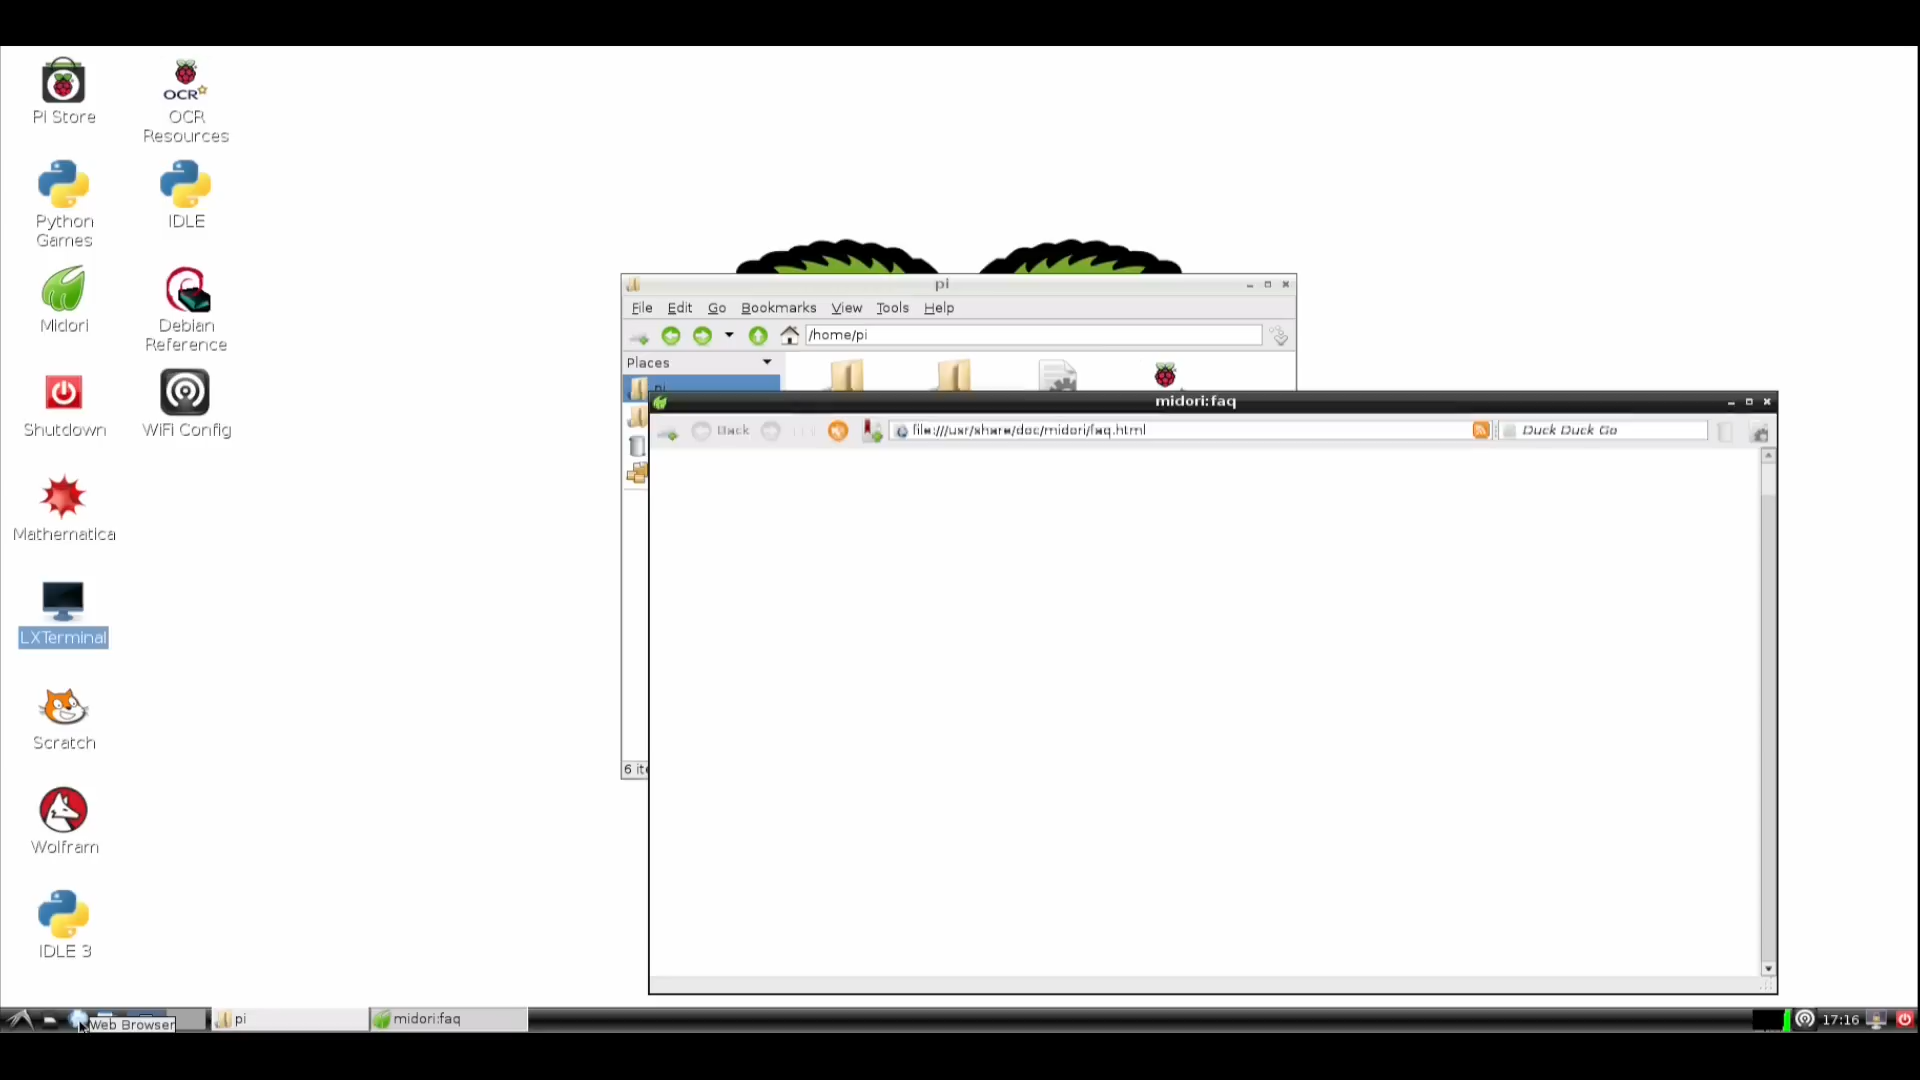 Pi Store
OCR
OCR
Resources
Python
Games
IDLE
Midori
Debian
Reference
Shutdown
WiFi Config
Mathematica
LXTerminal
Scratch
Wolfram
IDLE 3
pi
File Edit Go Bookmarks View Tools Help
/home/pi
Places
pi
midori:faq
Back
file:///usr/share/doc/midori/faq.html
Duck Duck Go
6
Web Browser
pi
midori:faq
17:16